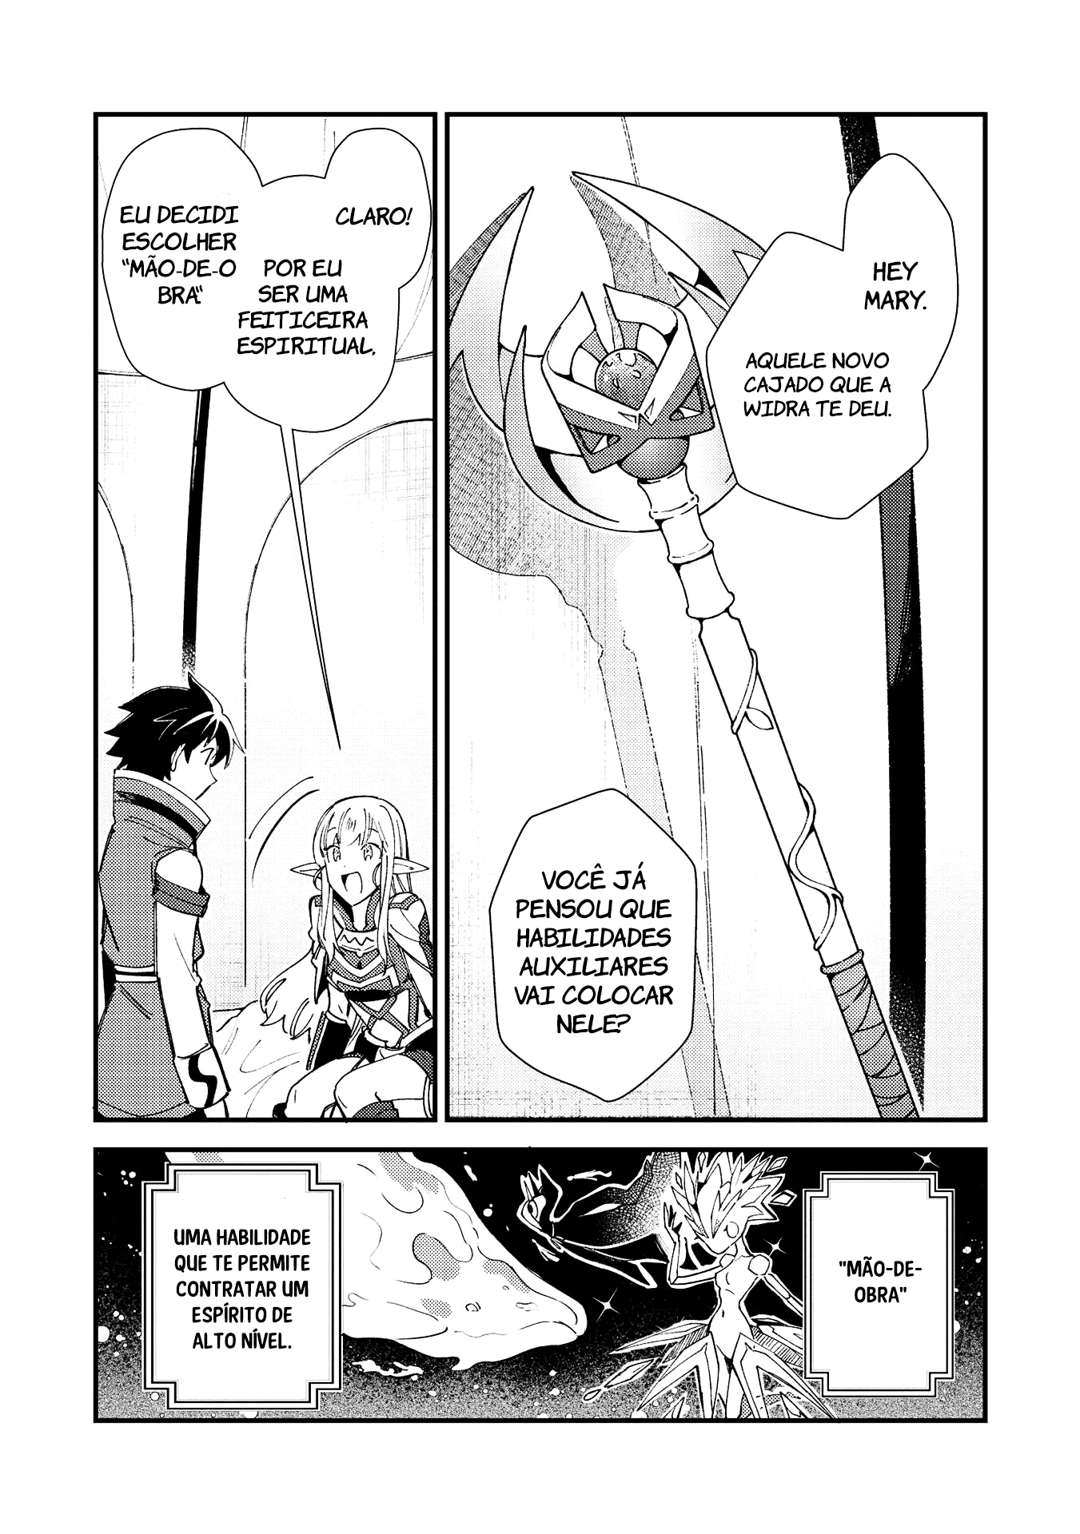 HEY
MARY.
AQUELE NOVO
CAJADO QUE A
WIDRA TE DEU.
VOCÊ JÁ
PENSOU QUE
HABILIDADES
AUXILIARES
VAI COLOCAR
NELE?
CLARO!
POR EU
SER UMA
FEITICEIRA
ESPIRITUAL,
EU DECIDI
ESCOLHER
"MÃO-DE-O
BRA"
"MÃO-DE-
OBRA"
UMA HABILIDADE
QUE TE PERMITE
CONTRATAR UM
ESPÍRITO DE
ALTO NÍVEL.